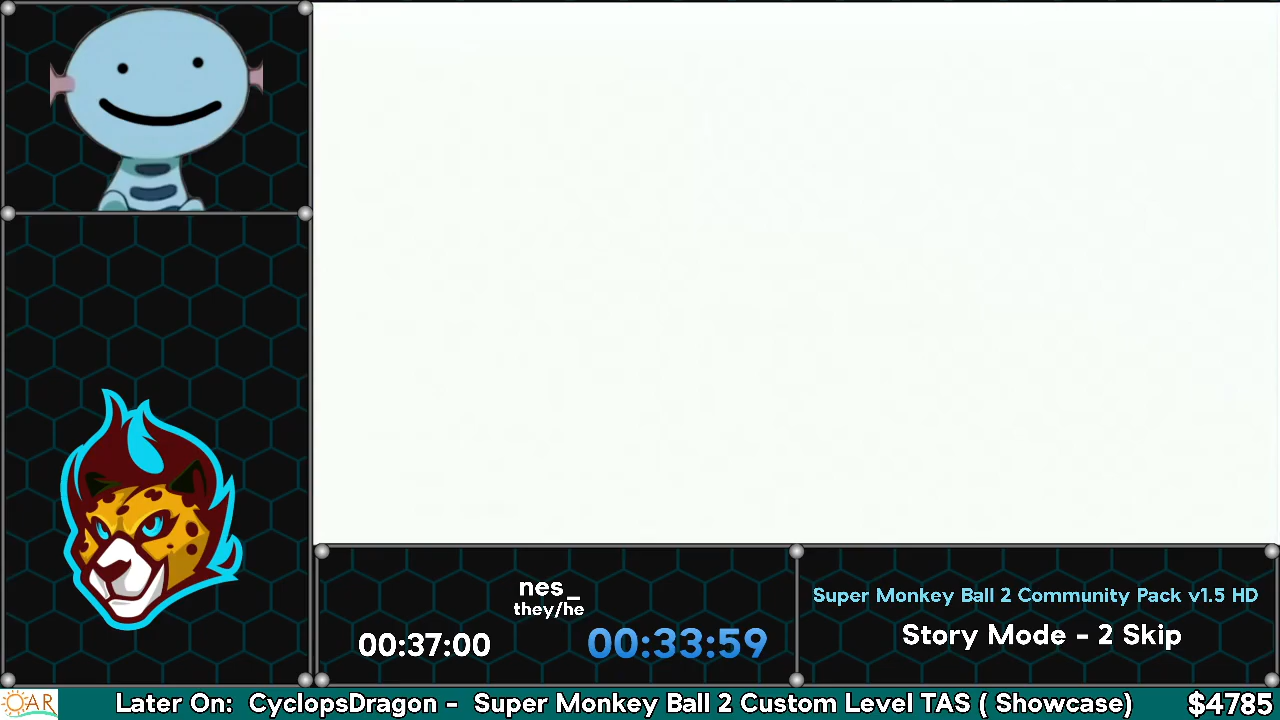 nes_
they/he
00:37:00
00:33:59
Super Monkey Ball 2 Community Pack v1.5 HD
Story Mode - 2 Skip
OAR
Later On: CyclopsDragon - Super Monkey Ball 2 Custom Level TAS ( Showcase)
$4785